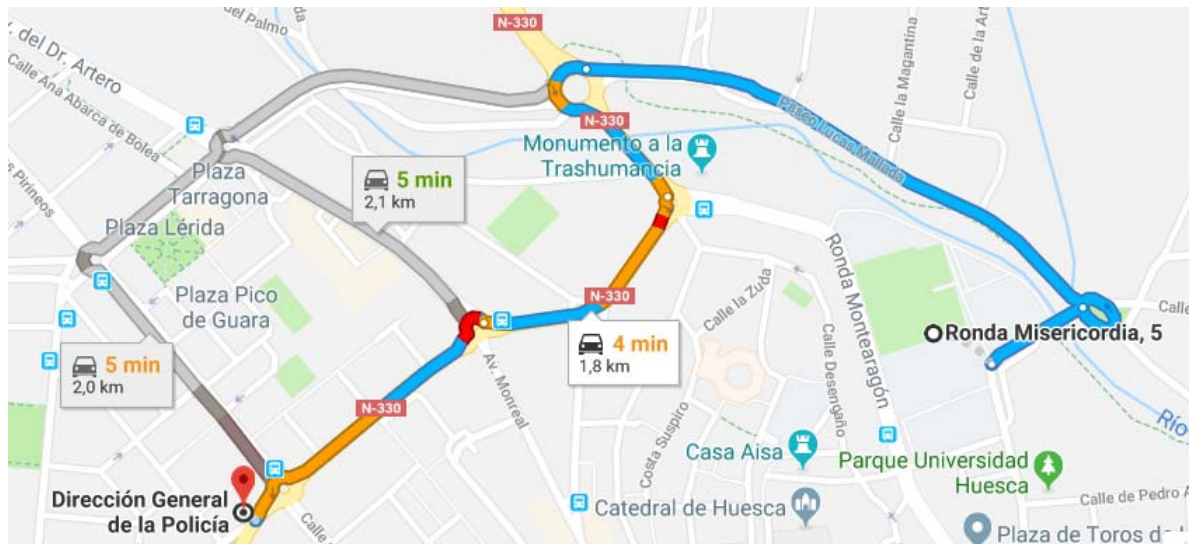 N-330
del Palmo
. del Dr. Artero
Calle Ana Abarca de Bolea
Pirineos
Plaza
Tarragona
Plaza Lérida
Plaza Pico
de Guara
5 min
2,1 km
5 min
2,0 km
N-330
Monumento a la
Trashumancia
Paseo Lucas Mallada
Calle la Magantina
Calle de la Art
N-330
4 min
1,8 km
Calle la Zuda
Ronda Montearagón
Calle Desengaño
Ronda Misericordia, 5
Calle
Río
N-330
Av. Monreal
Costa Suspiro
Casa Aisa
Catedral de Huesca
Parque Universidad
Huesca
Calle de Pedro A
Plaza de Toros de
Dirección General
de la Policía
Calle